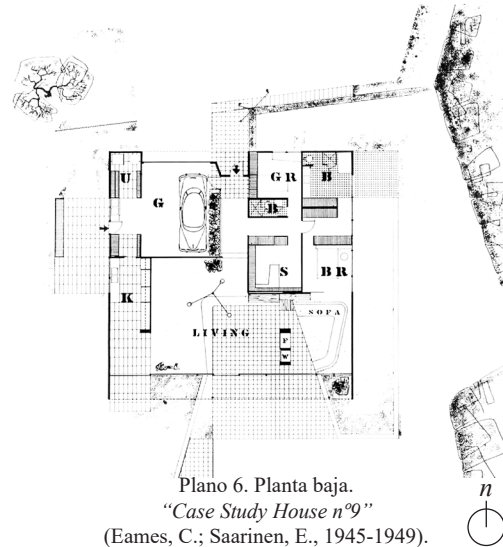 U
G
GR
B
B
K
S
BR
LIVING
SOFA
F
W
Plano 6. Planta baja.
“Case Study House nº9”
(Eames, C.; Saarinen, E., 1945-1949).
n